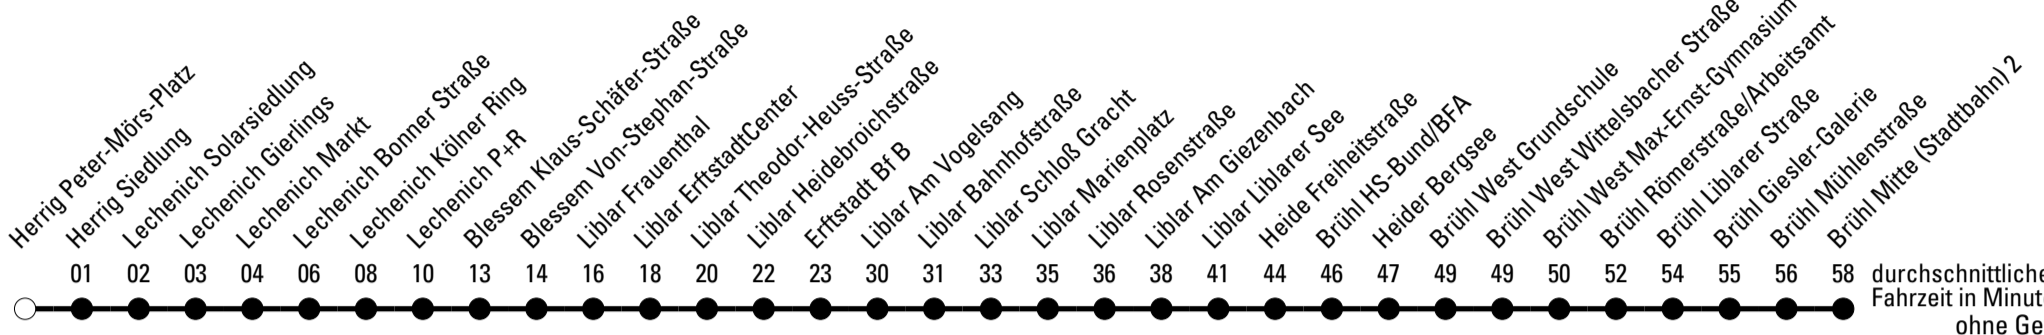 Herrig Peter-Mörs-Platz
Herrig Siedlung
Lechenich Solarsiedlung
Lechenich Gierlings
Lechenich Markt
Lechenich Bonner Straße
Lechenich Kölner Ring
Lechenich P+R
Blessem Klaus-Schäfer-Straße
Blessem Von-Stephan-Straße
Liblar Frauenthal
Liblar ErftstadtCenter
Liblar Theodor-Heuss-Straße
Liblar Heidebroichstraße
Erftstadt Bf B
Liblar Am Vogelsang
Liblar Bahnhofstraße
Liblar Schloß Gracht
Liblar Marienplatz
Liblar Rosenstraße
Liblar Am Giezenbach
Liblar Liblarer See
Heide Freiheitstraße
Brühl HS-Bund/BFA
Heider Bergsee
Brühl West Grundschule
Brühl West Wittelsbacher Straße
Brühl West Max-Ernst-Gymnasium
Brühl Römerstraße/Arbeitsamt
Brühl Liblarer Straße
Brühl Giesler-Galerie
Brühl Mühlenstraße
Brühl Mitte (Stadtbahn) 2
01 02 03 04 06 08 10 13 14 16 18 20 22 23 30 31 33 35 36 38 41 44 46 47 49 49 50 52 54 55 56 58
durchschnittliche
Fahrzeit in Minut
ohne Ge